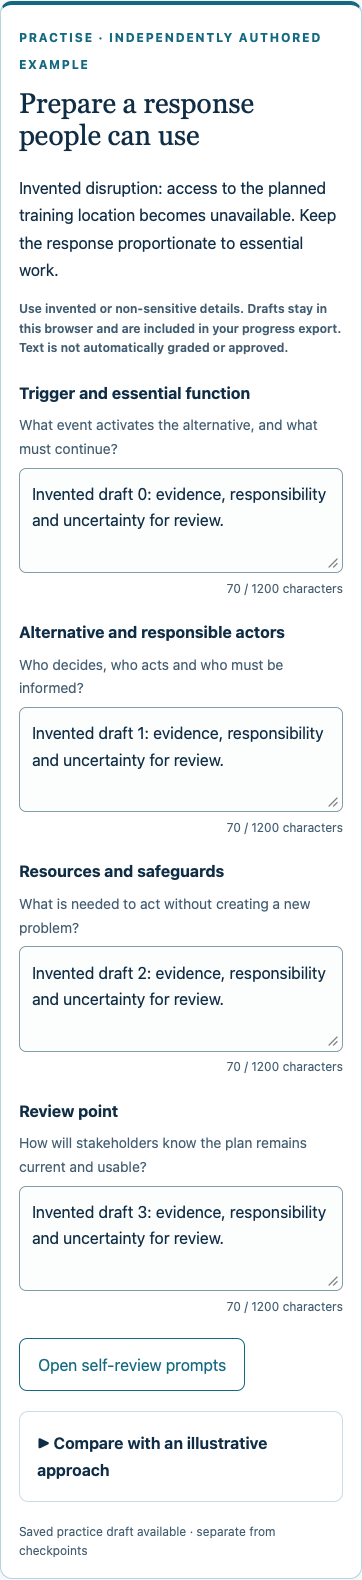 PRACTISE · INDEPENDENTLY AUTHORED
EXAMPLE
Prepare a response
people can use
Invented disruption: access to the planned
training location becomes unavailable. Keep
the response proportionate to essential
work.
Use invented or non-sensitive details. Drafts stay in
this browser and are included in your progress export.
Text is not automatically graded or approved.
Trigger and essential function
What event activates the alternative, and what
must continue?
Invented draft 0: evidence, responsibility
and uncertainty for review.
70 / 1200 characters
Alternative and responsible actors
Who decides, who acts and who must be
informed?
Invented draft 1: evidence, responsibility
and uncertainty for review.
70 / 1200 characters
Resources and safeguards
What is needed to act without creating a new
problem?
Invented draft 2: evidence, responsibility
and uncertainty for review.
70 / 1200 characters
Review point
How will stakeholders know the plan remains
current and usable?
Invented draft 3: evidence, responsibility
and uncertainty for review.
70 / 1200 characters
Open self-review prompts
Compare with an illustrative
approach
Saved practice draft available · separate from
checkpoints